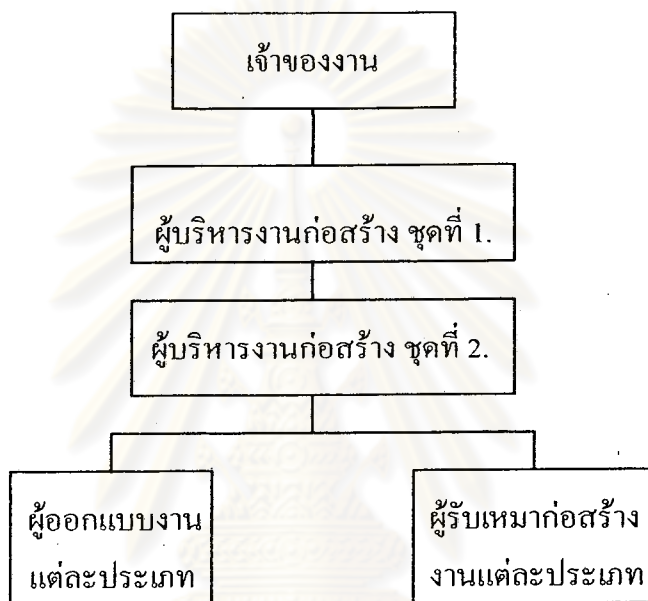 เจ้าของงาน
ผู้บริหารงานก่อสร้าง ชุดที่ 1.
ผู้บริหารงานก่อสร้าง ชุดที่ 2.
ผู้ออกแบบงาน
แต่ละประเภท
ผู้รับเหมาก่อสร้าง
งานแต่ละประเภท